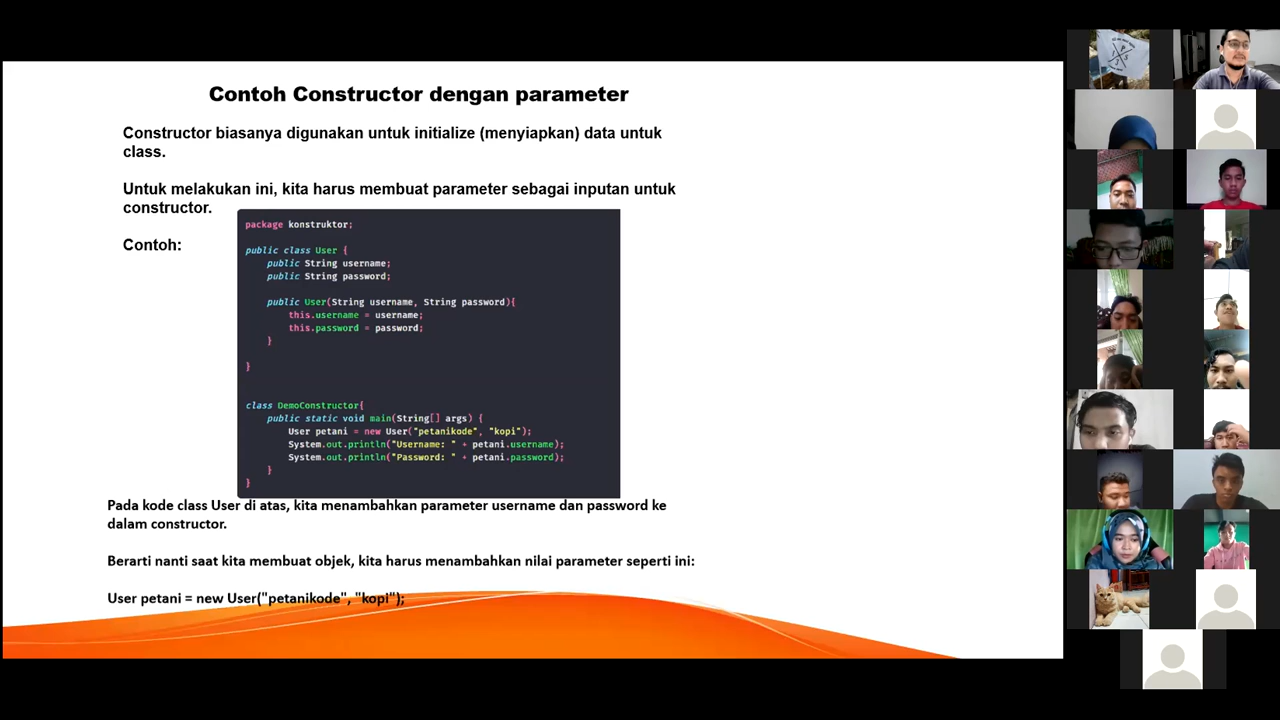 Contoh Constructor dengan parameter
Constructor biasanya digunakan untuk initialize (menyiapkan) data untuk
class.
Untuk melakukan ini, kita harus membuat parameter sebagai inputan untuk
constructor.
Contoh:
package konstruktor;
public class User {
public String username;
public String password;
public User(String username, String password){
this.username = username;
this.password = password;
}
}
class DemoConstructor{
public static void main(String[] args) {
User petani = new User("petanikode", "kopi");
System.out.println("Username: " + petani.username);
System.out.println("Password: " + petani.password);
}
}
Pada kode class User di atas, kita menambahkan parameter username dan password ke
dalam constructor.
Berarti nanti saat kita membuat objek, kita harus menambahkan nilai parameter seperti ini:
User petani = new User("petanikode", "kopi");